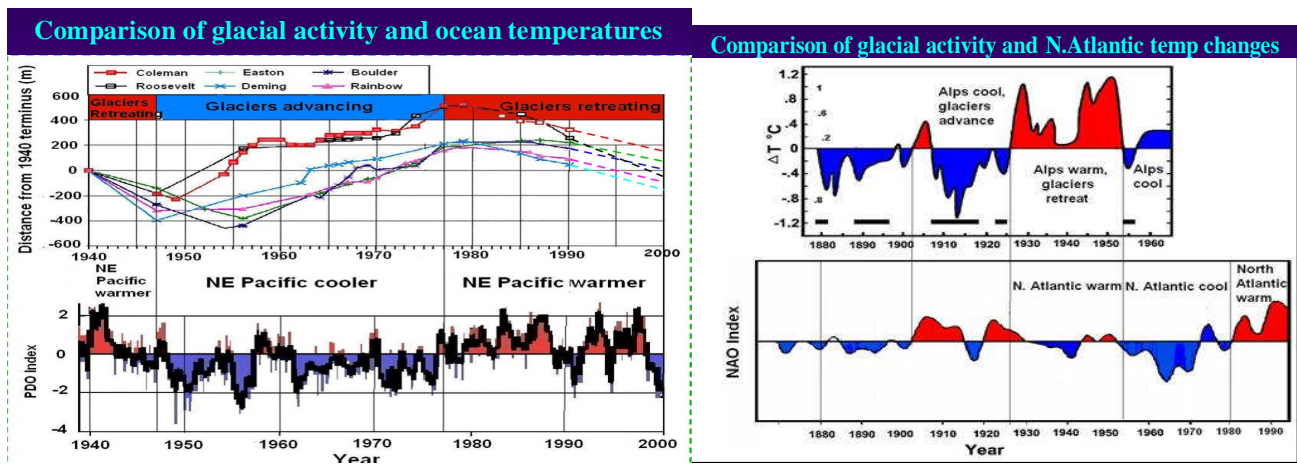 Comparison of glacial activity and ocean temperatures
Coleman
Easton
Boulder
Roosevelt
Deming
Rainbow
Glaciers
Retreating
Glaciers advancing
Glaciers retreating
Distance from 1940 terminus (m)
600
400
200
0
-200
-400
-600
1940
1950
1960
1970
1980
1990
2000
NE
Pacific
warmer
NE Pacific cooler
NE Pacific warmer
PDO Index
2
0
-2
-4
1940
1950
1960
1970
1980
1990
2000
Year
Comparison of glacial activity and N.Atlantic temp changes
ΔT °C
1.2
.8
.4
0
-.4
-.8
-1.2
1
.6
.2
.8
Alps cool,
glaciers
advance
Alps warm,
glaciers
retreat
Alps
cool
1880
1890
1900
1910
1920
1930
1940
1950
1960
N. Atlantic warm
N. Atlantic cool
North
Atlantic
warm
NAO Index
1880
1890
1900
1910
1920
1930
1940
1950
1960
1970
1980
1990
Year